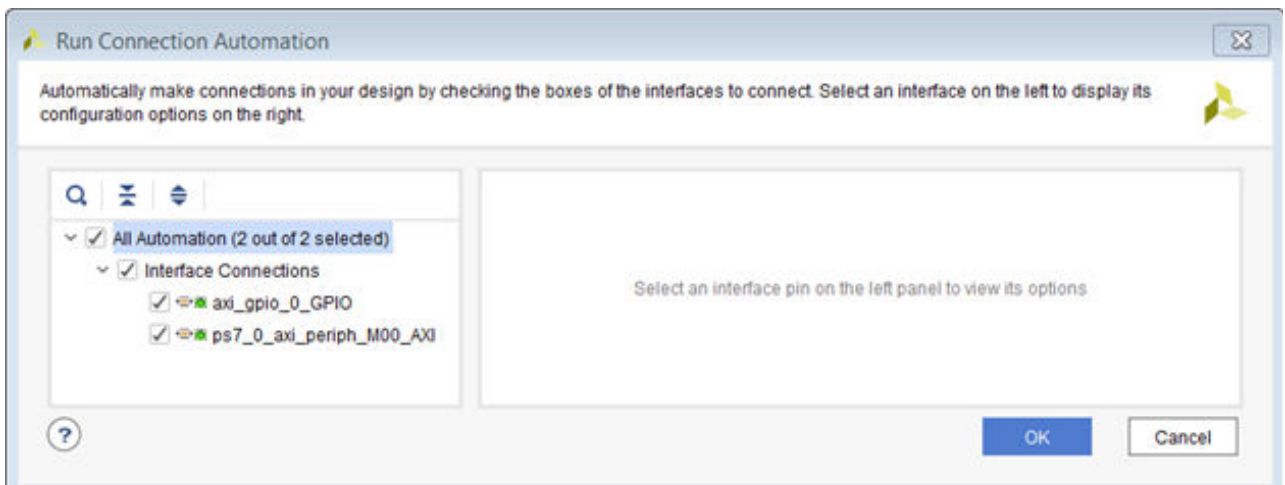 Run Connection Automation
Automatically make connections in your design by checking the boxes of the interfaces to connect. Select an interface on the left to display its
configuration options on the right.
All Automation (2 out of 2 selected)
Interface Connections
axi_gpio_0_GPIO
ps7_0_axi_periph_M00_AXI
Select an interface pin on the left panel to view its options
?
OK
Cancel